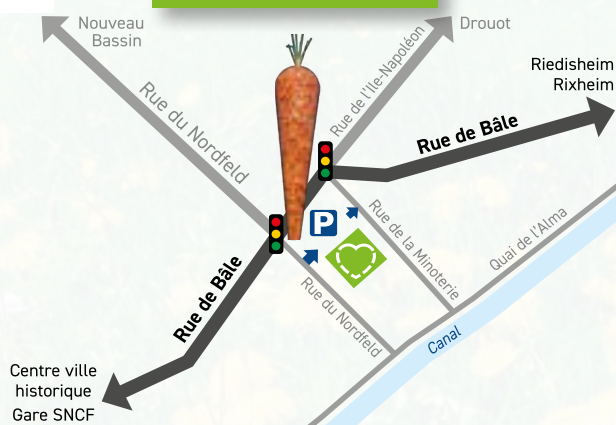 Nouveau
Bassin
Drouot
Riedisheim
Rixheim
Rue de l'Ile-Napoléon
Rue du Nordfeld
Rue de Bâle
P
Rue de la Minoterie
Quai de l'Alma
Rue de Bâle
Rue du Nordfeld
Canal
Centre ville
historique
Gare SNCF